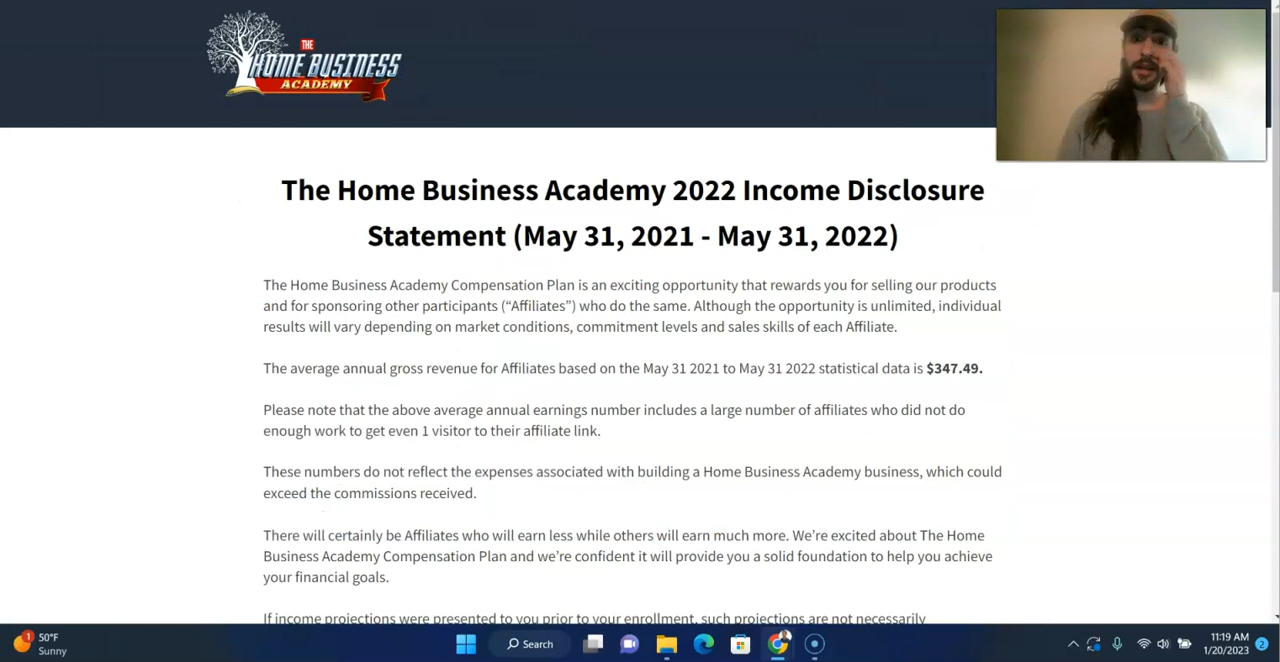 THE
HOME BUSINESS
ACADEMY
The Home Business Academy 2022 Income Disclosure
Statement (May 31, 2021 - May 31, 2022)
The Home Business Academy Compensation Plan is an exciting opportunity that rewards you for selling our products
and for sponsoring other participants (“Affiliates”) who do the same. Although the opportunity is unlimited, individual
results will vary depending on market conditions, commitment levels and sales skills of each Affiliate.
The average annual gross revenue for Affiliates based on the May 31 2021 to May 31 2022 statistical data is $347.49.
Please note that the above average annual earnings number includes a large number of affiliates who did not do
enough work to get even 1 visitor to their affiliate link.
These numbers do not reflect the expenses associated with building a Home Business Academy business, which could
exceed the commissions received.
There will certainly be Affiliates who will earn less while others will earn much more. We’re excited about The Home
Business Academy Compensation Plan and we’re confident it will provide you a solid foundation to help you achieve
your financial goals.
If income projections were presented to you prior to your enrollment, such projections are not necessarily
1
50°F
Sunny
Search
11:19 AM
1/20/2023
2